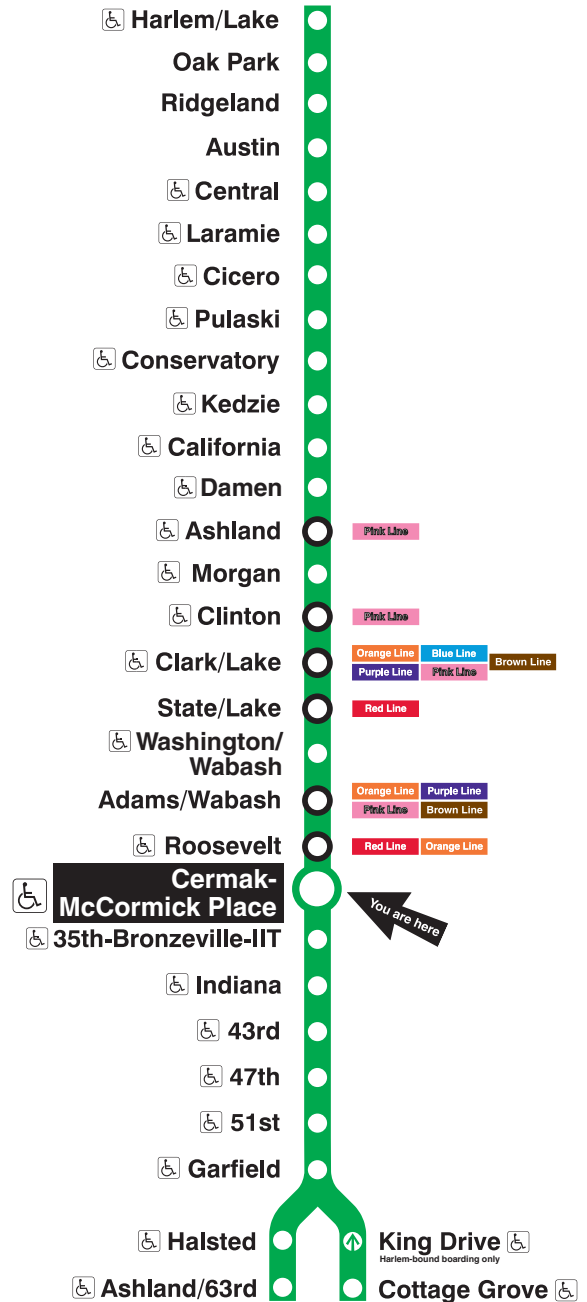 Harlem/Lake
Oak Park
Ridgeland
Austin
Central
Laramie
Cicero
Pulaski
Conservatory
Kedzie
California
Damen
Ashland
Pink Line
Morgan
Clinton
Pink Line
Clark/Lake
Orange Line
Blue Line
Brown Line
Purple Line
Pink Line
State/Lake
Red Line
Washington/
Wabash
Adams/Wabash
Orange Line
Purple Line
Pink Line
Brown Line
Roosevelt
Red Line
Orange Line
Cermak-
McCormick Place
You are here
35th-Bronzeville-IIT
Indiana
43rd
47th
51st
Garfield
Halsted
King Drive
Harlem-bound boarding only
Ashland/63rd
Cottage Grove